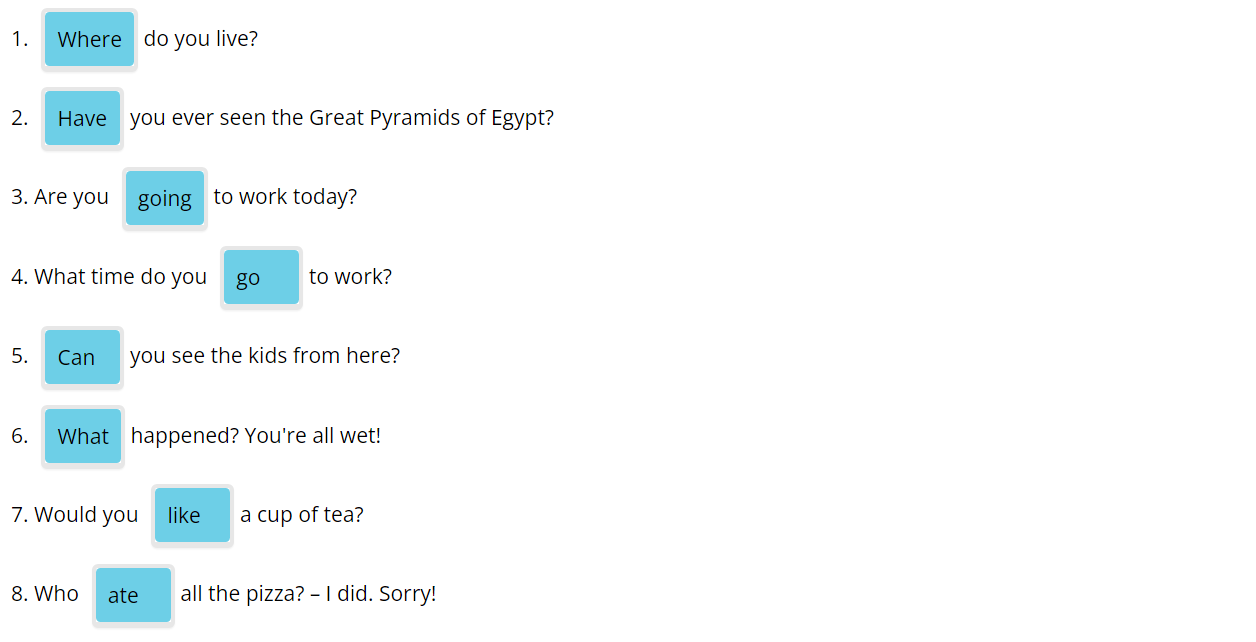 1. Where do you live?
2. Have you ever seen the Great Pyramids of Egypt?
3. Are you going to work today?
4. What time do you go to work?
5. Can you see the kids from here?
6. What happened? You're all wet!
7. Would you like a cup of tea?
8. Who ate all the pizza? – I did. Sorry!